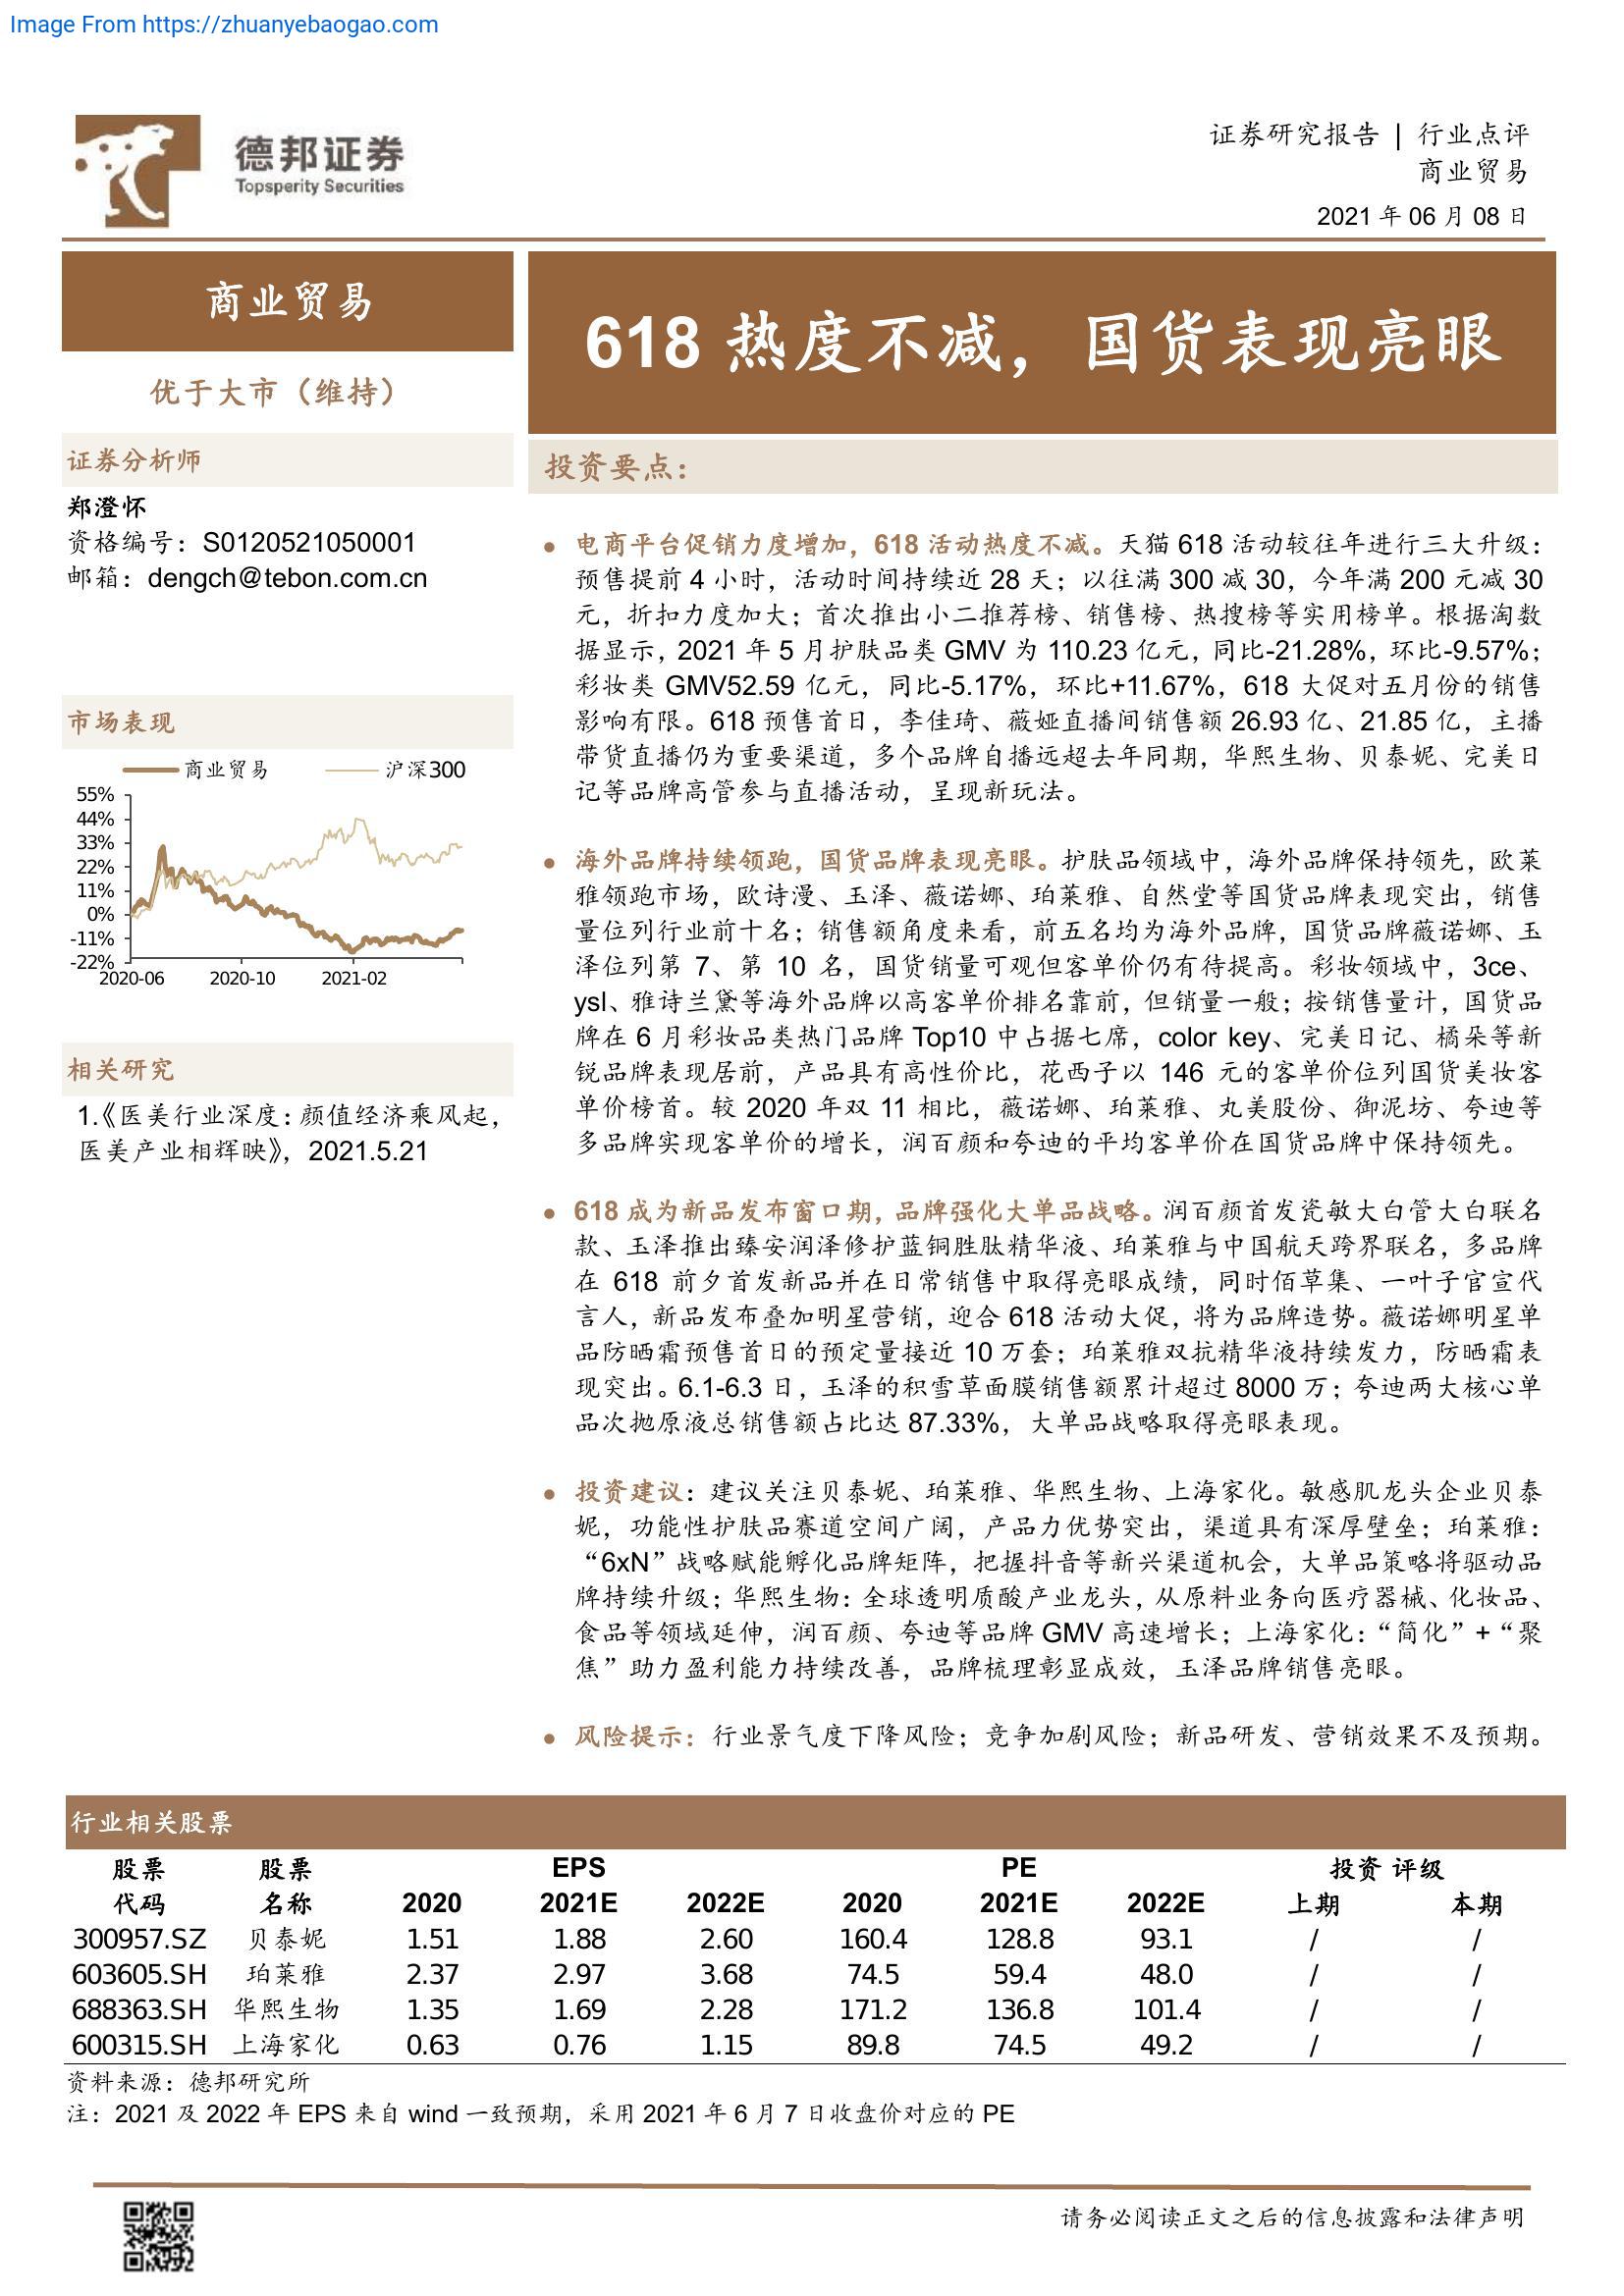 Image From https://zhuanyebaogao.com
德邦证券
Topsperity Securities
证券研究报告 | 行业点评
商业贸易
2021 年 06 月 08 日
商业贸易
优于大市（维持）
证券分析师
郑澄怀
资格编号：S0120521050001
邮箱：dengch@tebon.com.cn
市场表现
商业贸易 沪深300
55%
44%
33%
22%
11%
0%
-11%
-22%
2020-06 2020-10 2021-02
相关研究
1.《医美行业深度：颜值经济乘风起，
医美产业相辉映》，2021.5.21
618 热度不减，国货表现亮眼
投资要点：
● 电商平台促销力度增加，618 活动热度不减。天猫 618 活动较往年进行三大升级：
预售提前 4 小时，活动时间持续近 28 天；以往满 300 减 30，今年满 200 元减 30
元，折扣力度加大；首次推出小二推荐榜、销售榜、热搜榜等实用榜单。根据淘数
据显示，2021 年 5 月护肤品类 GMV 为 110.23 亿元，同比-21.28%，环比-9.57%；
彩妆类 GMV52.59 亿元，同比-5.17%，环比+11.67%，618 大促对五月份的销售
影响有限。618 预售首日，李佳琦、薇娅直播间销售额 26.93 亿、21.85 亿，主播
带货直播仍为重要渠道，多个品牌自播远超去年同期，华熙生物、贝泰妮、完美日
记等品牌高管参与直播活动，呈现新玩法。
● 海外品牌持续领跑，国货品牌表现亮眼。护肤品领域中，海外品牌保持领先，欧莱
雅领跑市场，欧诗漫、玉泽、薇诺娜、珀莱雅、自然堂等国货品牌表现突出，销售
量位列行业前十名；销售额角度来看，前五名均为海外品牌，国货品牌薇诺娜、玉
泽位列第 7、第 10 名，国货销量可观但客单价仍有待提高。彩妆领域中，3ce、
ysl、雅诗兰黛等海外品牌以高客单价排名靠前，但销量一般；按销售量计，国货品
牌在 6 月彩妆品类热门品牌 Top10 中占据七席，color key、完美日记、橘朵等新
锐品牌表现居前，产品具有高性价比，花西子以 146 元的客单价位列国货美妆客
单价榜首。较 2020 年双 11 相比，薇诺娜、珀莱雅、丸美股份、御泥坊、夸迪等
多品牌实现客单价的增长，润百颜和夸迪的平均客单价在国货品牌中保持领先。
● 618 成为新品发布窗口期，品牌强化大单品战略。润百颜首发瓷敏大白管大白联名
款、玉泽推出臻安润泽修护蓝铜胜肽精华液、珀莱雅与中国航天跨界联名，多品牌
在 618 前夕首发新品并在日常销售中取得亮眼成绩，同时佰草集、一叶子官宣代
言人，新品发布叠加明星营销，迎合 618 活动大促，将为品牌造势。薇诺娜明星单
品防晒霜预售首日的预定量接近 10 万套；珀莱雅双抗精华液持续发力，防晒霜表
现突出。6.1-6.3 日，玉泽的积雪草面膜销售额累计超过 8000 万；夸迪两大核心单
品次抛原液总销售额占比达 87.33%，大单品战略取得亮眼表现。
● 投资建议：建议关注贝泰妮、珀莱雅、华熙生物、上海家化。敏感肌龙头企业贝泰
妮，功能性护肤品赛道空间广阔，产品力优势突出，渠道具有深厚壁垒；珀莱雅：
“6xN”战略赋能孵化品牌矩阵，把握抖音等新兴渠道机会，大单品策略将驱动品
牌持续升级；华熙生物：全球透明质酸产业龙头，从原料业务向医疗器械、化妆品、
食品等领域延伸，润百颜、夸迪等品牌 GMV 高速增长；上海家化：“简化”+“聚
焦”助力盈利能力持续改善，品牌梳理彰显成效，玉泽品牌销售亮眼。
● 风险提示：行业景气度下降风险；竞争加剧风险；新品研发、营销效果不及预期。
行业相关股票
股票 股票 EPS PE 投资 评级
代码 名称 2020 2021E 2022E 2020 2021E 2022E 上期 本期
300957.SZ 贝泰妮 1.51 1.88 2.60 160.4 128.8 93.1 / /
603605.SH 珀莱雅 2.37 2.97 3.68 74.5 59.4 48.0 / /
688363.SH 华熙生物 1.35 1.69 2.28 171.2 136.8 101.4 / /
600315.SH 上海家化 0.63 0.76 1.15 89.8 74.5 49.2 / /
资料来源：德邦研究所
注：2021 及 2022 年 EPS 来自 wind 一致预期，采用 2021 年 6 月 7 日收盘价对应的 PE
请务必阅读正文之后的信息披露和法律声明